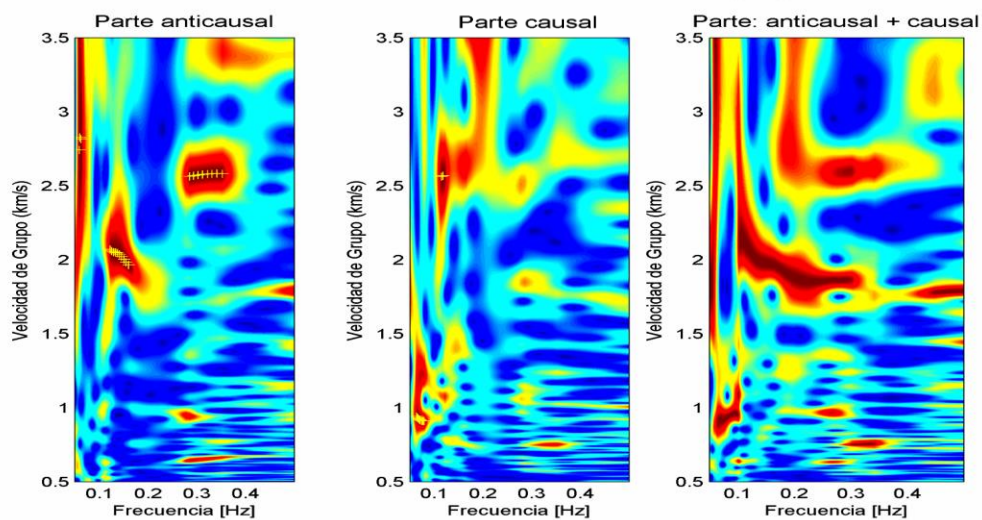 Parte anticausal
Velocidad de Grupo (km/s)
3.5
3
2.5
2
1.5
1
0.5
0.1 0.2 0.3 0.4
Frecuencia [Hz]
Parte causal
Velocidad de Grupo (km/s)
3.5
3
2.5
2
1.5
1
0.5
0.1 0.2 0.3 0.4
Frecuencia [Hz]
Parte: anticausal + causal
Velocidad de Grupo (km/s)
3.5
3
2.5
2
1.5
1
0.5
0.1 0.2 0.3 0.4
Frecuencia [Hz]